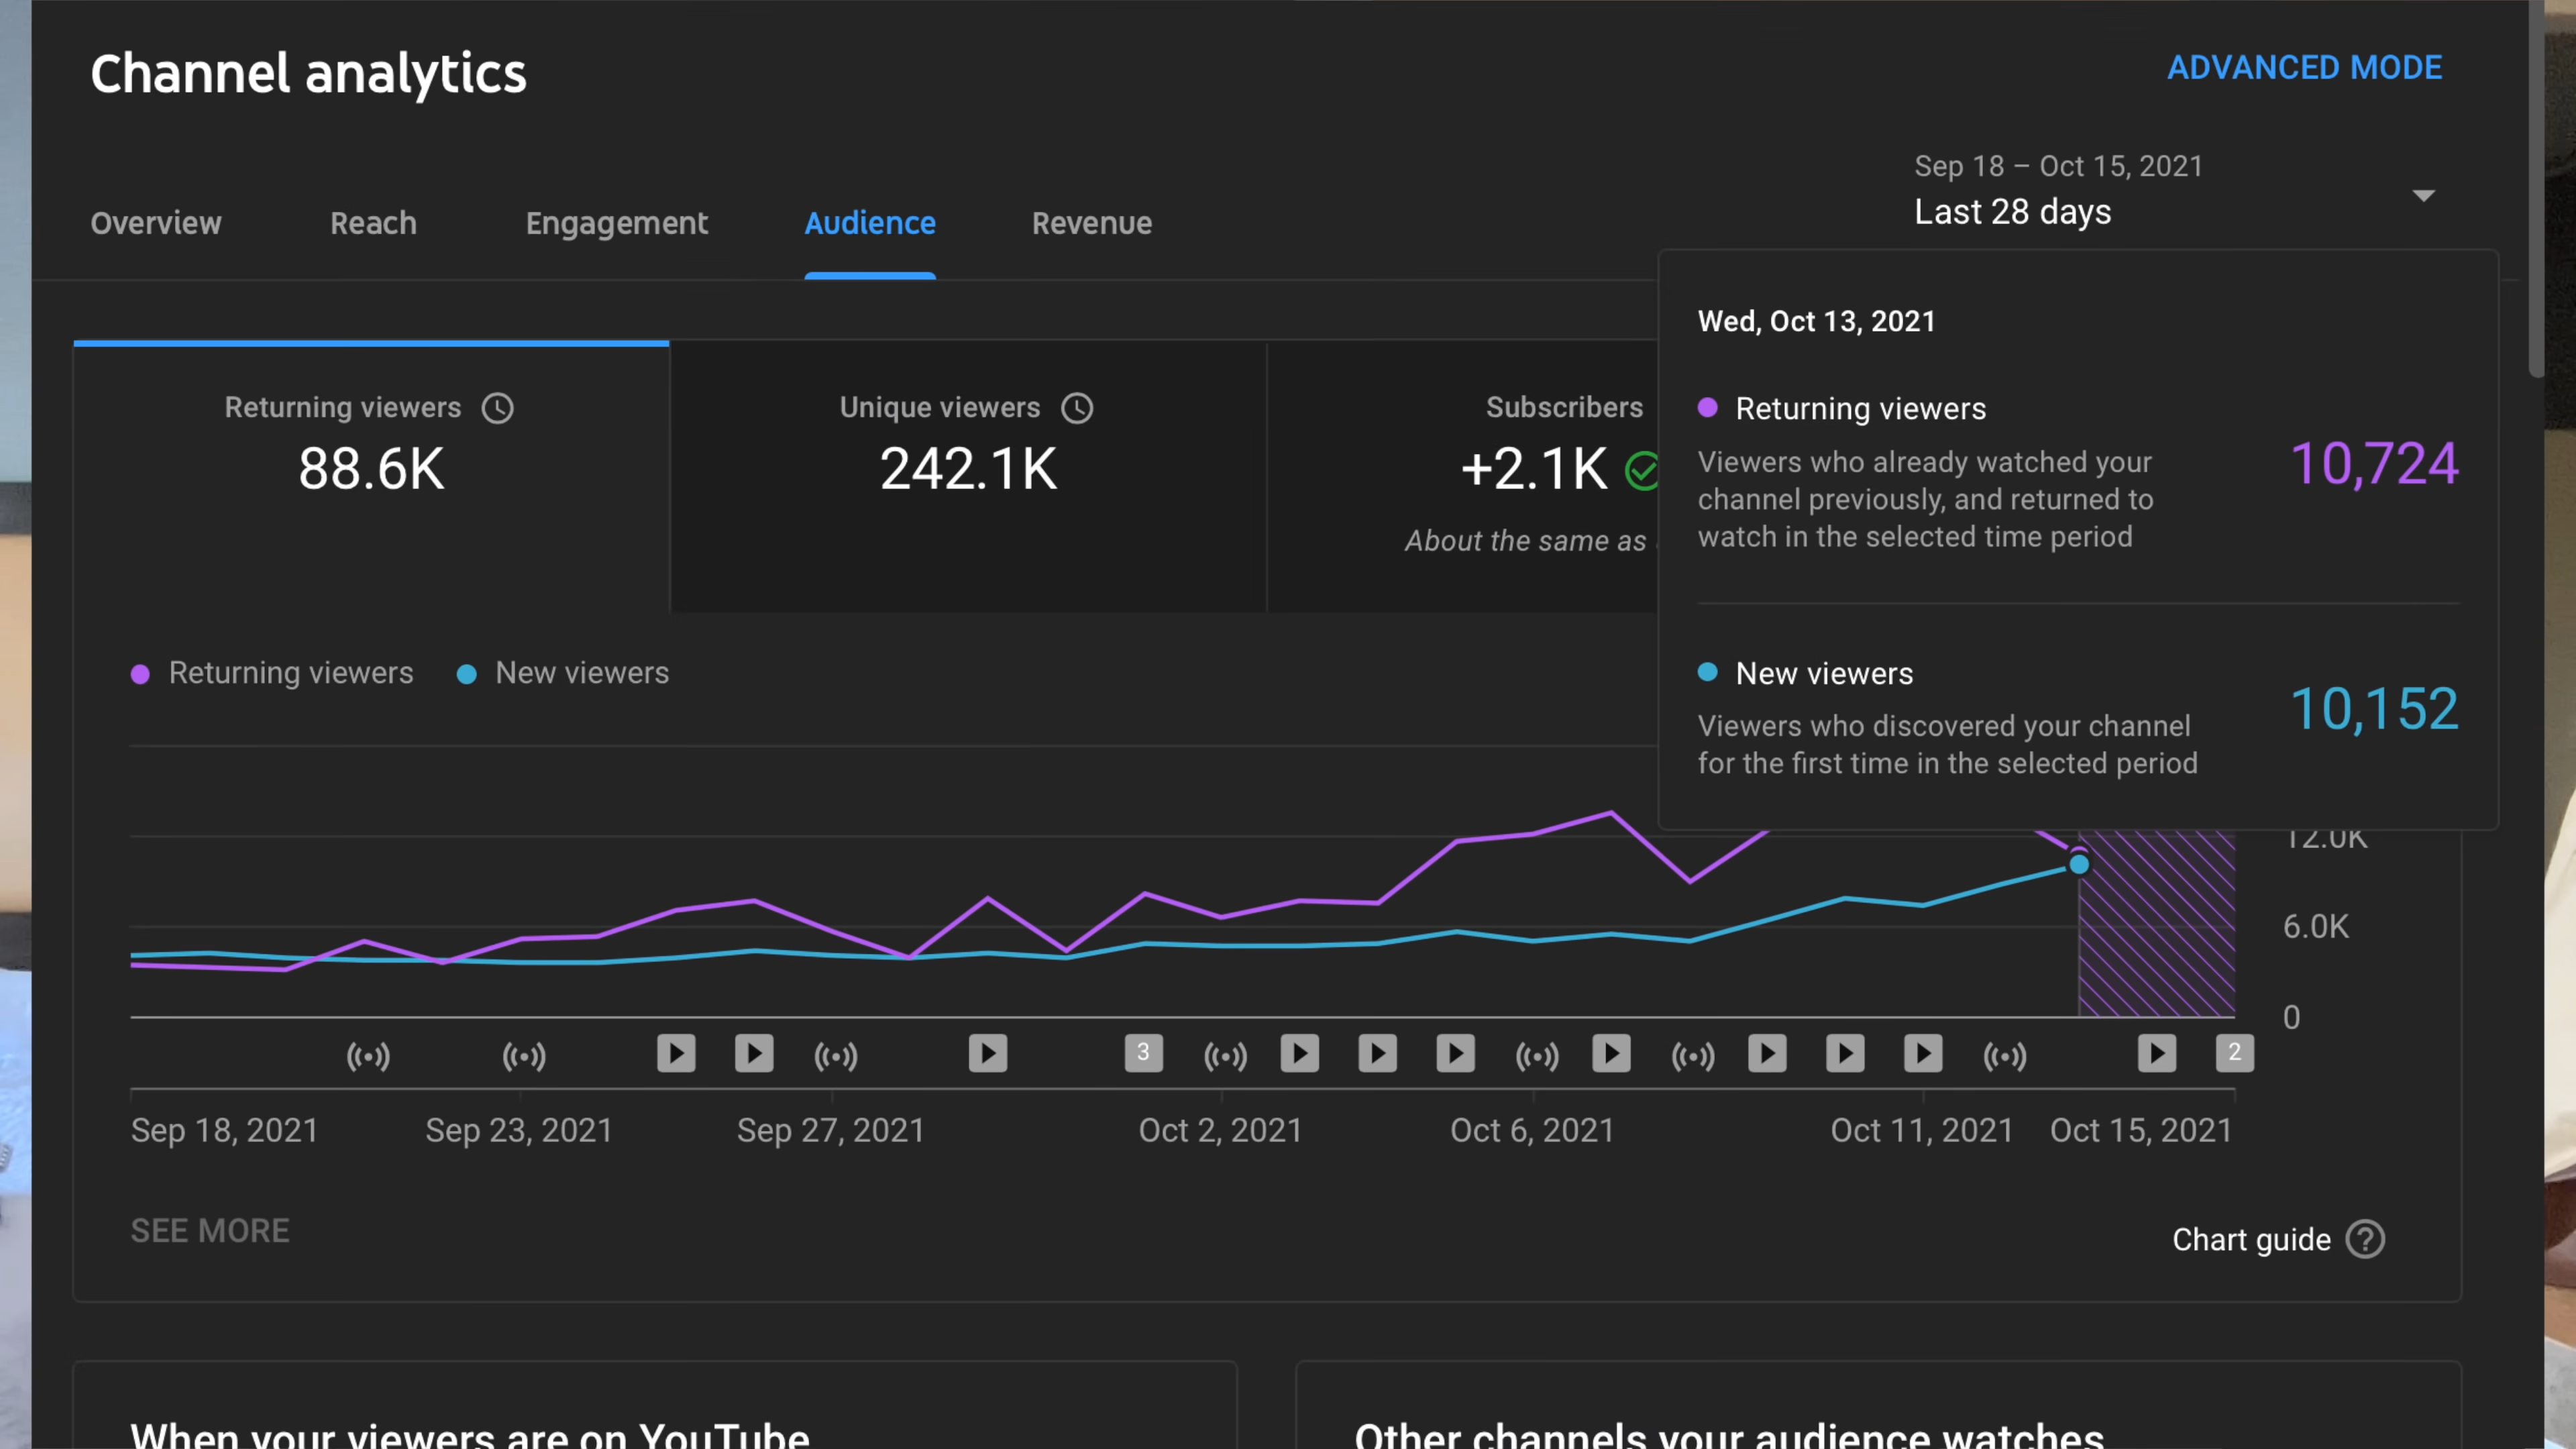 Channel analytics
ADVANCED MODE
Sep 18 – Oct 15, 2021
Last 28 days
Overview
Reach
Engagement
Audience
Revenue
Wed, Oct 13, 2021
Returning viewers
Viewers who already watched your
channel previously, and returned to
watch in the selected time period
10,724
New viewers
Viewers who discovered your channel
for the first time in the selected period
10,152
Returning viewers
88.6K
Unique viewers
242.1K
Subscribers
+2.1K
About the same as
Returning viewers
New viewers
12.0K
6.0K
0
3
2
Sep 18, 2021
Sep 23, 2021
Sep 27, 2021
Oct 2, 2021
Oct 6, 2021
Oct 11, 2021
Oct 15, 2021
SEE MORE
Chart guide
?
When your viewers are on YouTube
Other channels your audience watches